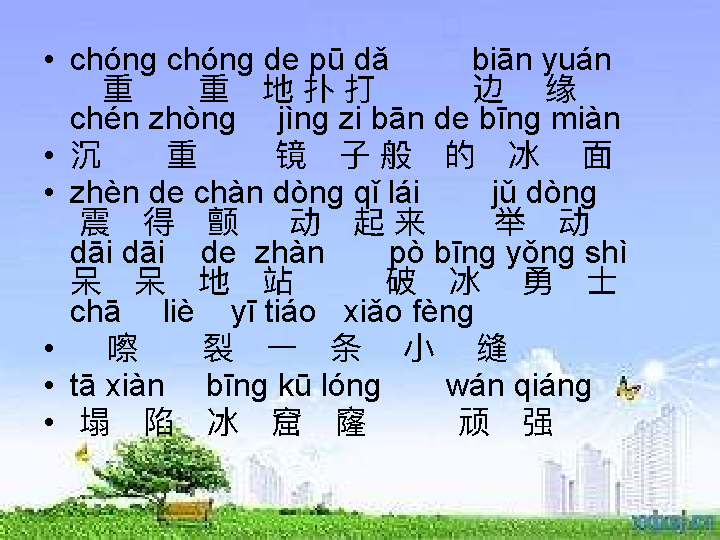 • chóng chóng de pū dǎ biān yuán
重 重 地 扑 打 边 缘
chén zhòng jìng zi bān de bīng miàn
• 沉 重 镜 子 般 的 冰 面
• zhèn de chàn dòng qǐ lái jǔ dòng
震 得 颤 动 起 来 举 动
dāi dāi de zhàn pò bīng yǒng shì
呆 呆 地 站 破 冰 勇 士
chā liè yī tiáo xiǎo fèng
• 嚓 裂 一 条 小 缝
• tā xiàn bīng kū lóng wán qiáng
• 塌 陷 冰 窟 窿 顽 强